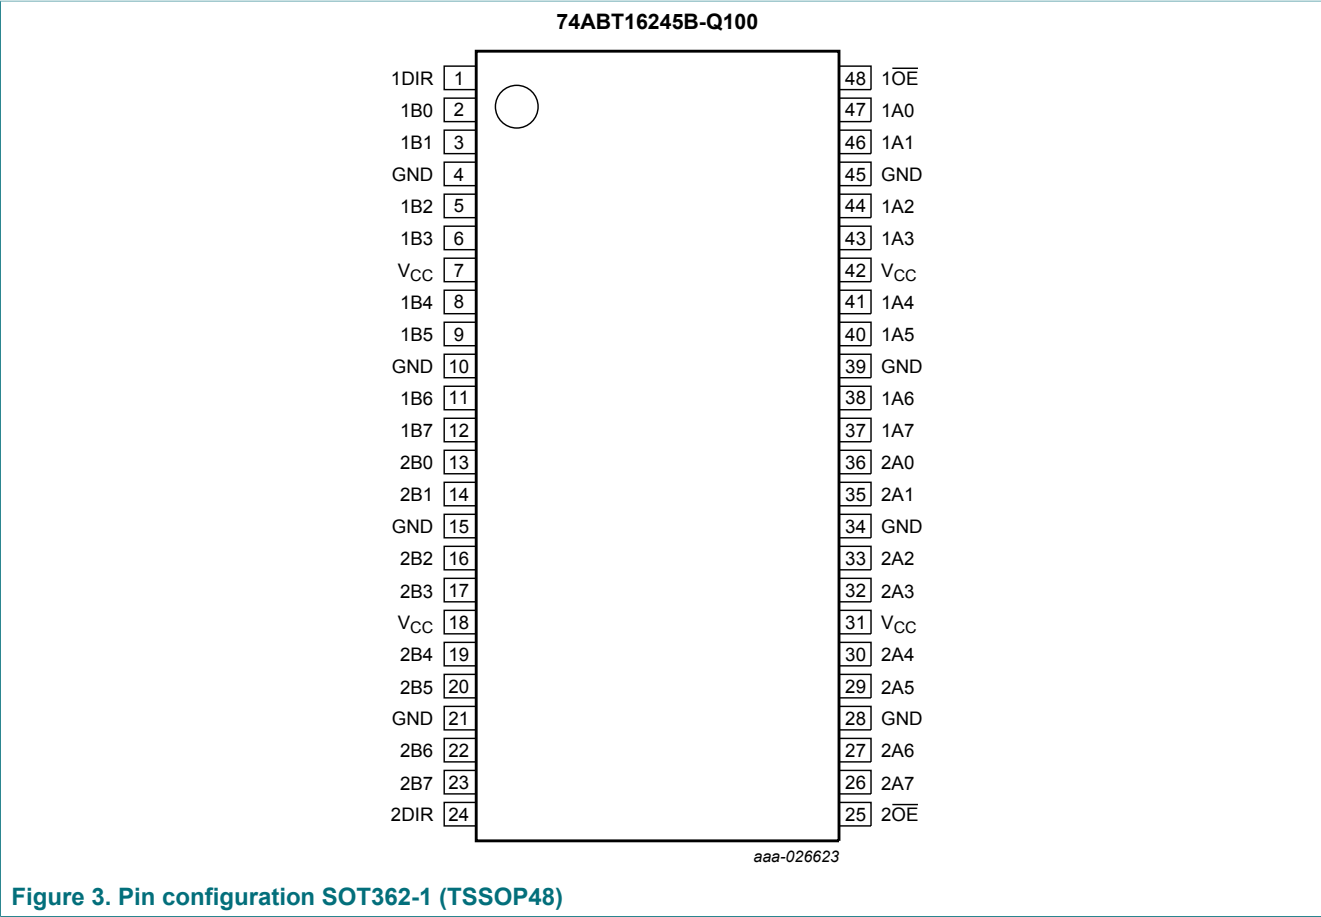 74ABT16245B-Q100
1DIR 1 48 1O̅E̅
1B0 2 47 1A0
1B1 3 46 1A1
GND 4 45 GND
1B2 5 44 1A2
1B3 6 43 1A3
VCC 7 42 VCC
1B4 8 41 1A4
1B5 9 40 1A5
GND 10 39 GND
1B6 11 38 1A6
1B7 12 37 1A7
2B0 13 36 2A0
2B1 14 35 2A1
GND 15 34 GND
2B2 16 33 2A2
2B3 17 32 2A3
VCC 18 31 VCC
2B4 19 30 2A4
2B5 20 29 2A5
GND 21 28 GND
2B6 22 27 2A6
2B7 23 26 2A7
2DIR 24 25 2O̅E̅
aaa-026623
Figure 3. Pin configuration SOT362-1 (TSSOP48)